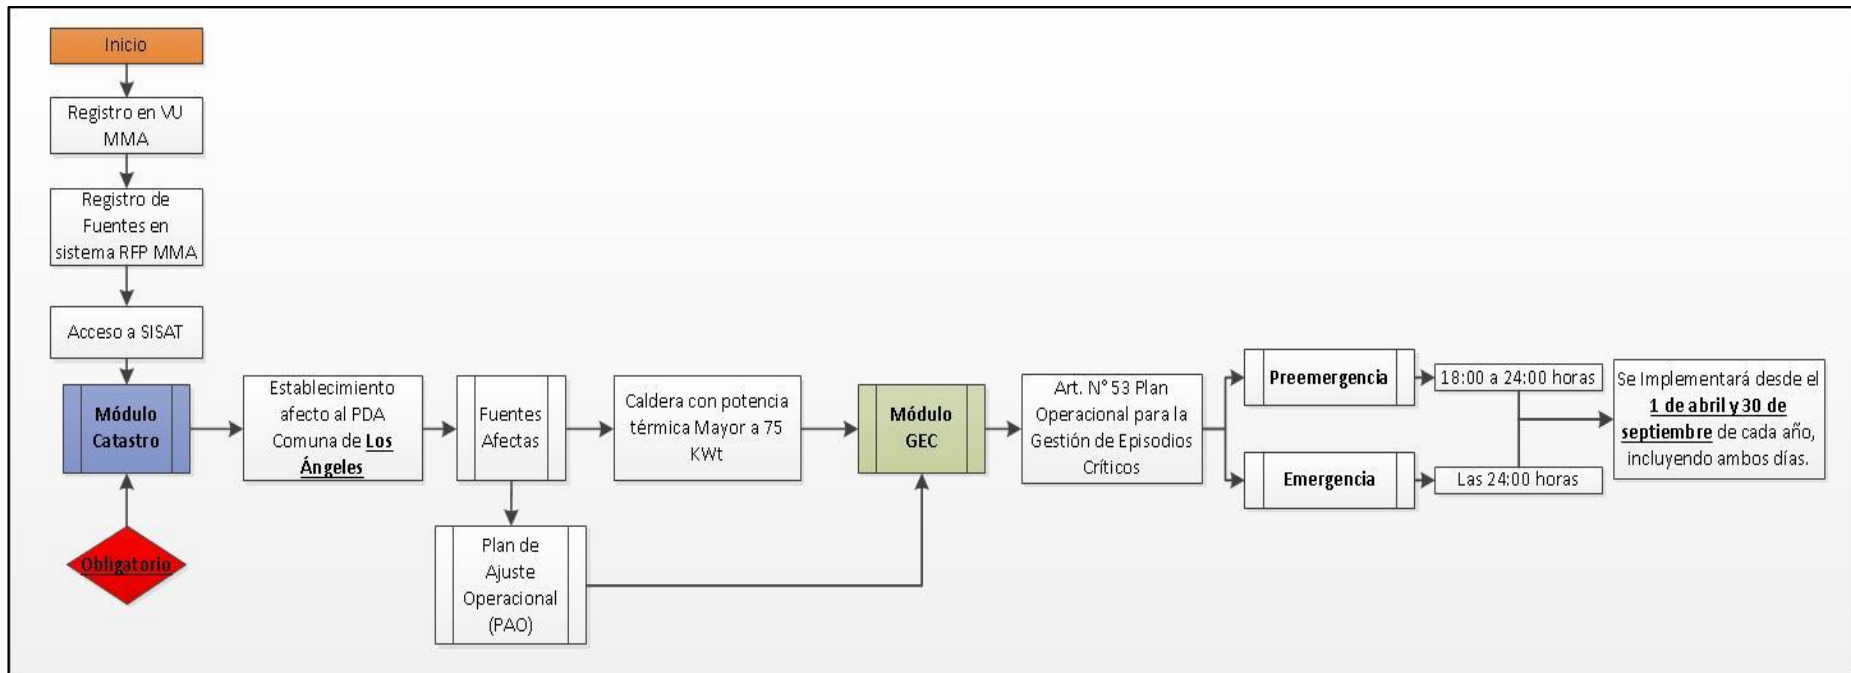 Inicio
Registro en VU
MMA
Registro de
Fuentes en
sistema RFP MMA
Acceso a SISAT
Módulo
Catastro
Obligatorio
Establecimiento
afecto al PDA
Comuna de Los
Ángeles
Fuentes
Afectas
Plan de
Ajuste
Operacional
(PAO)
Caldera con potencia
térmica Mayor a 75
KWt
Módulo
GEC
Art. N° 53 Plan
Operacional para la
Gestión de Episodios
Críticos
Preemergencia
18:00 a 24:00 horas
Emergencia
Las 24:00 horas
Se Implementará desde el
1 de abril y 30 de
septiembre de cada año,
incluyendo ambos días.